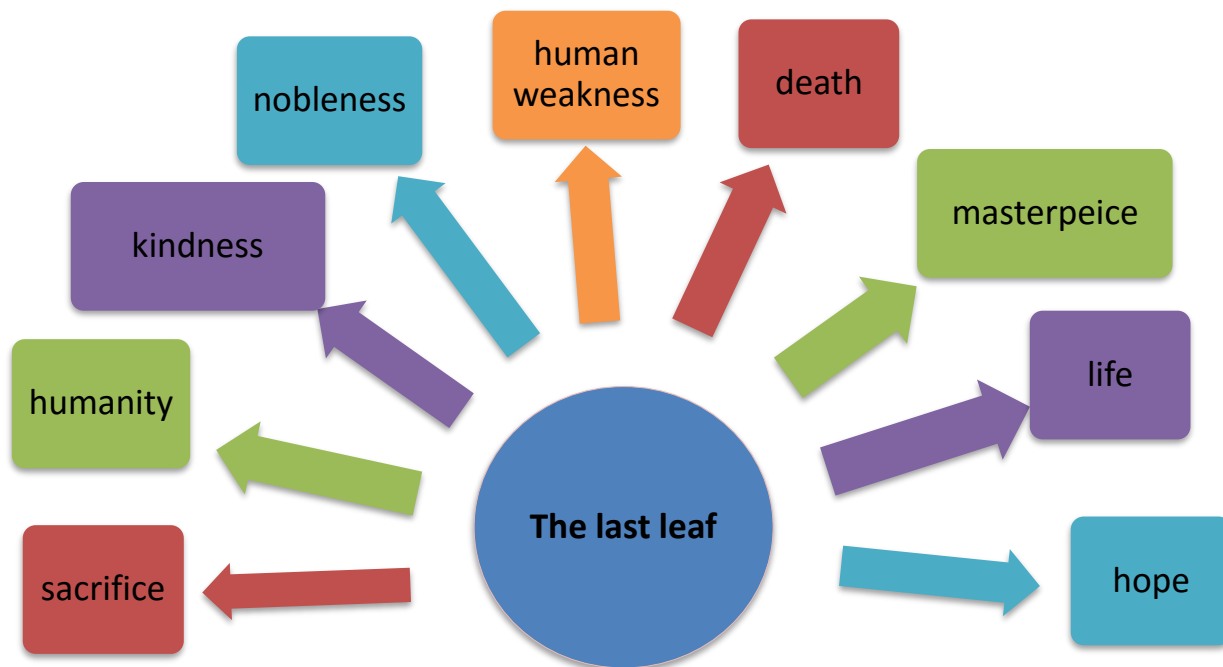 nobleness
human
weakness
death
masterpeice
kindness
life
humanity
The last leaf
sacrifice
hope